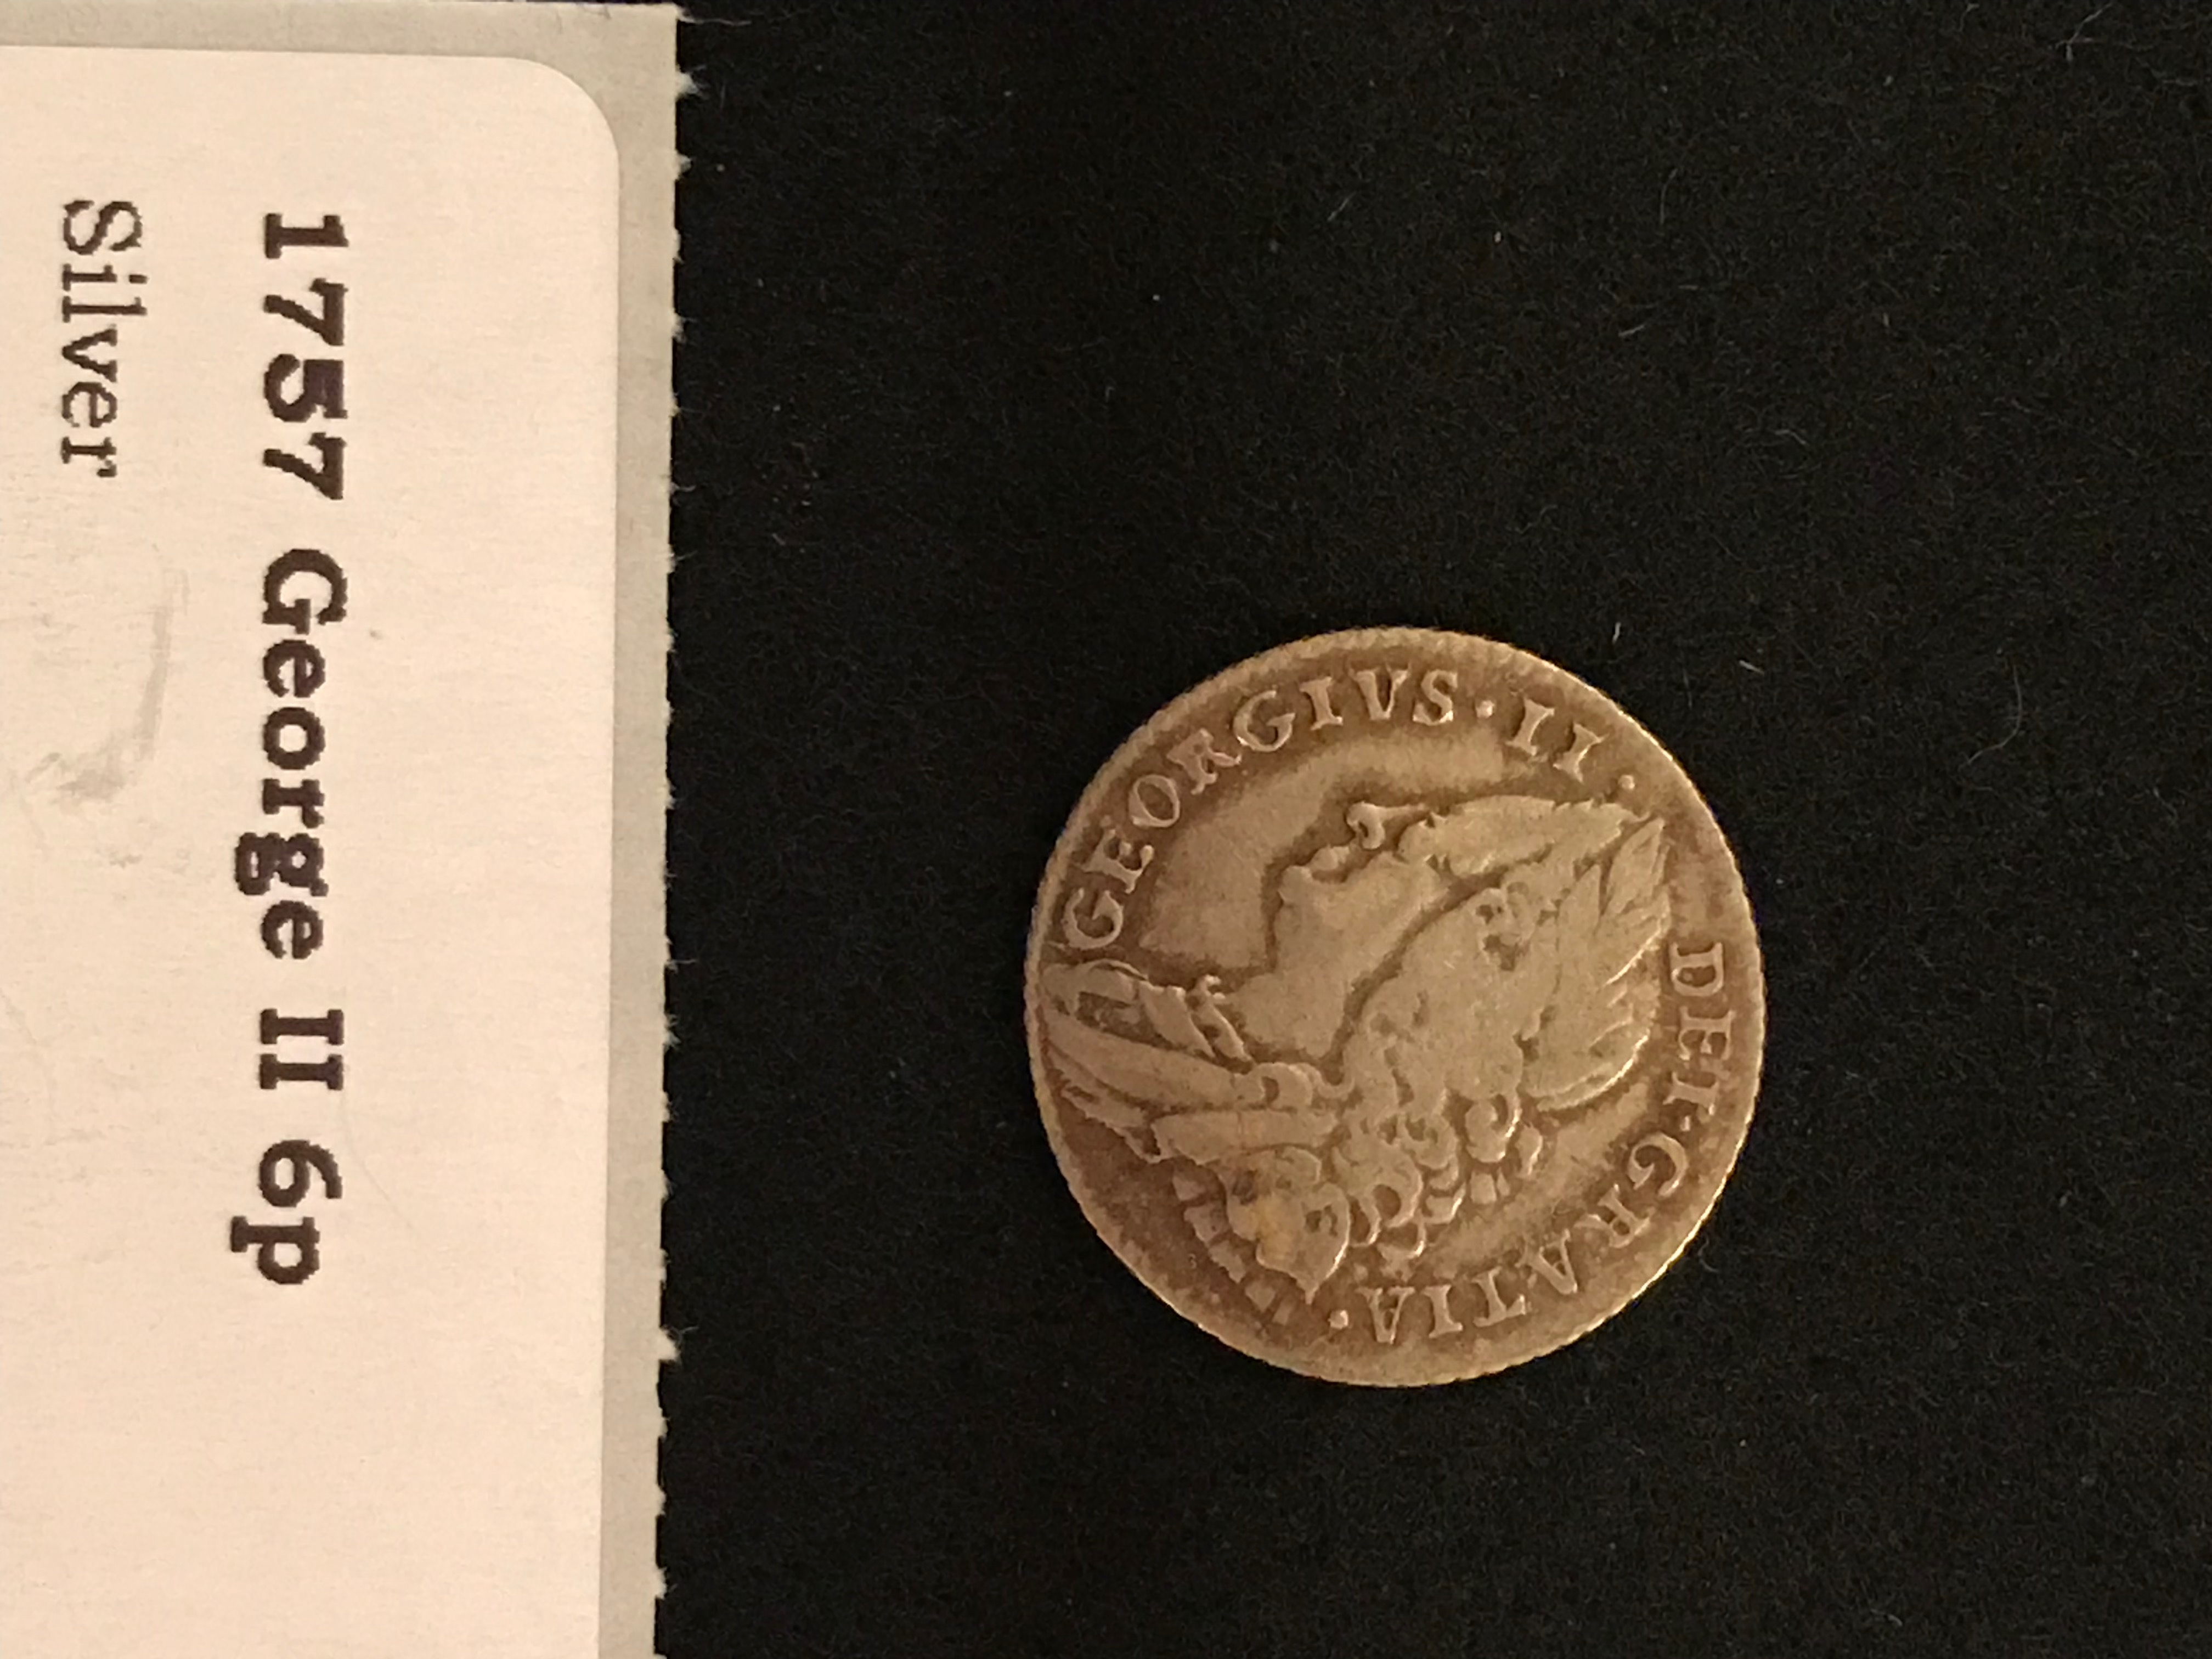 1757 George II 6p
Silver
GEORGIVS·II·
DEI·GRATIA·